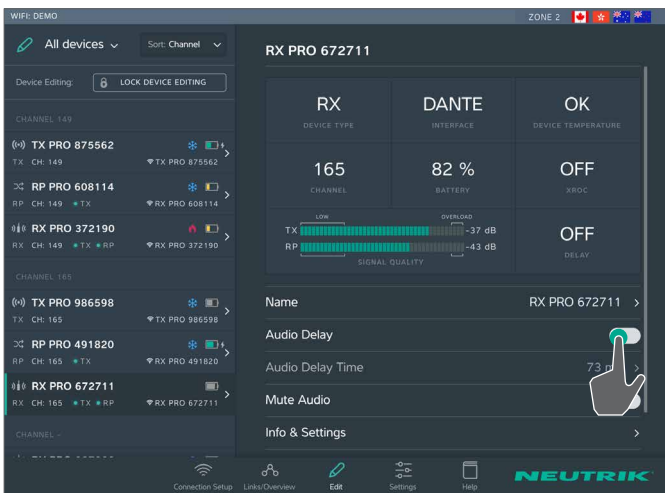 WIFI: DEMO
ZONE 2
All devices
Sort: Channel
Device Editing:
LOCK DEVICE EDITING
CHANNEL 149
TX PRO 875562
TX CH: 149
TX PRO 875562
RP PRO 608114
RP CH: 149 TX
RP PRO 608114
RX PRO 372190
RX CH: 149 TX RP
RX PRO 372190
CHANNEL 165
TX PRO 986598
TX CH: 165
TX PRO 986598
RP PRO 491820
RP CH: 165 TX
RX PRO 491820
RX PRO 672711
RX CH: 165 TX RP
RX PRO 672711
CHANNEL -
RX PRO 672711
RX
DEVICE TYPE
DANTE
INTERFACE
OK
DEVICE TEMPERATURE
165
CHANNEL
82 %
BATTERY
OFF
XROC
LOW
OVERLOAD
TX -37 dB
RP -43 dB
SIGNAL QUALITY
OFF
DELAY
Name
RX PRO 672711
Audio Delay
Audio Delay Time
73
Mute Audio
Info & Settings
Connection Setup
Links/Overview
Edit
Settings
Help
NEUTRIK